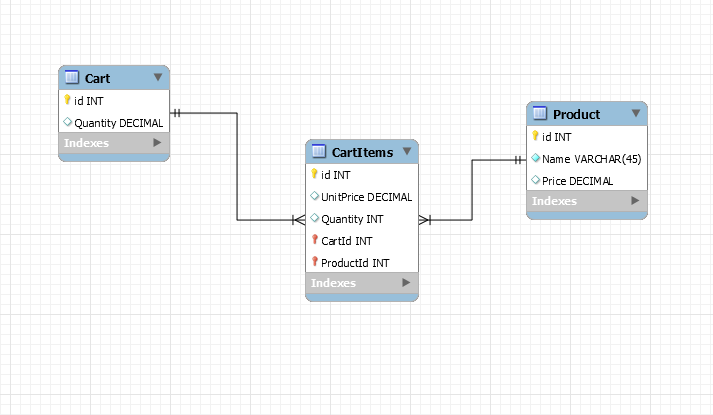 Cart
id INT
Quantity DECIMAL
Indexes
CartItems
id INT
UnitPrice DECIMAL
Quantity INT
CartId INT
ProductId INT
Indexes
Product
id INT
Name VARCHAR(45)
Price DECIMAL
Indexes